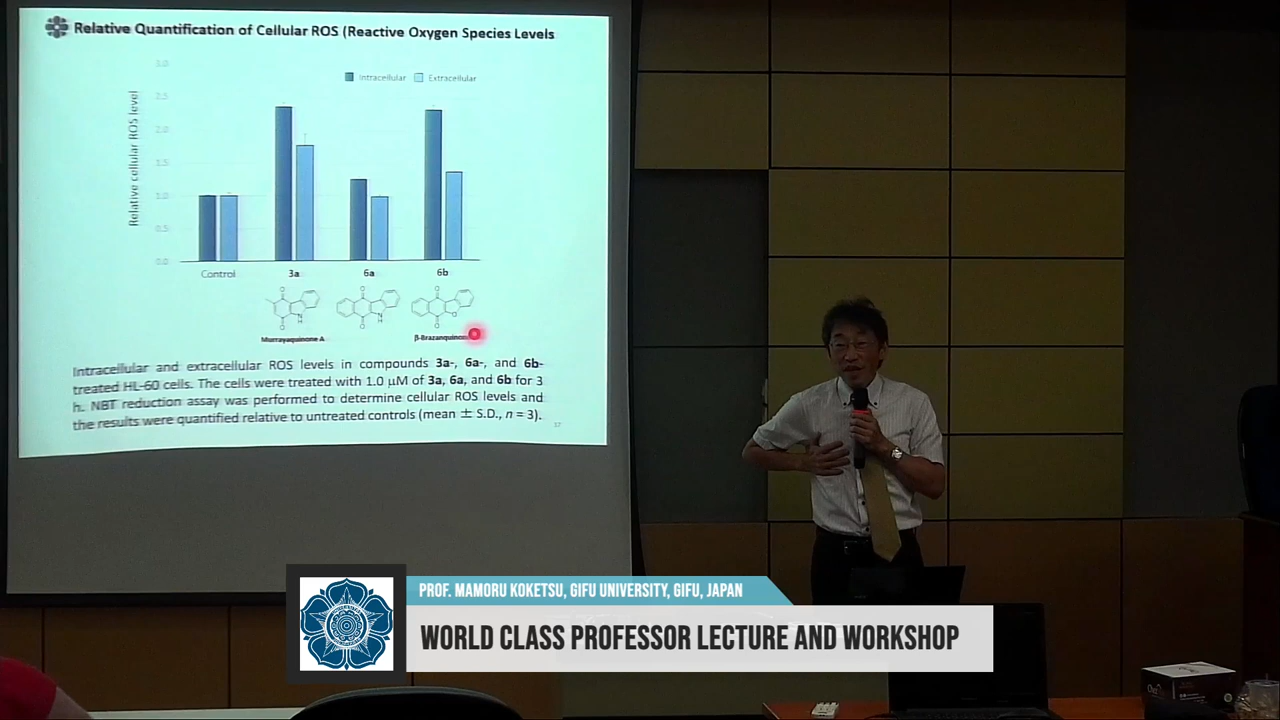 Relative Quantification of Cellular ROS (Reactive Oxygen Species Levels
3.0
Intracellular
Extracellular
2.5
2.0
1.5
1.0
0.5
0.0
Relative cellular ROS level
Control
3a
6a
6b
Murrayaquinone A
Intracellular and extracellular ROS levels in compounds 3a-, 6a-, and 6b-
treated HL-60 cells. The cells were treated with 1.0 μM of 3a, 6a, and 6b for 3
h. NBT reduction assay was performed to determine cellular ROS levels and
the results were quantified relative to untreated controls (mean ± S.D., n = 3).
PROF. MAMORU KOKETSU, GIFU UNIVERSITY, GIFU, JAPAN
WORLD CLASS PROFESSOR LECTURE AND WORKSHOP